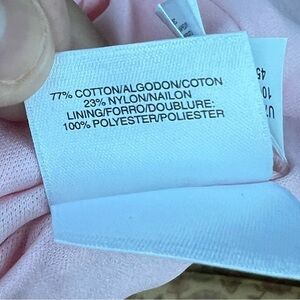 77% COTTON/ALGODON/COTON
23% NYLON/NAILON
LINING/FORRO/DOUBLURE:
100% POLYESTER/POLIESTER